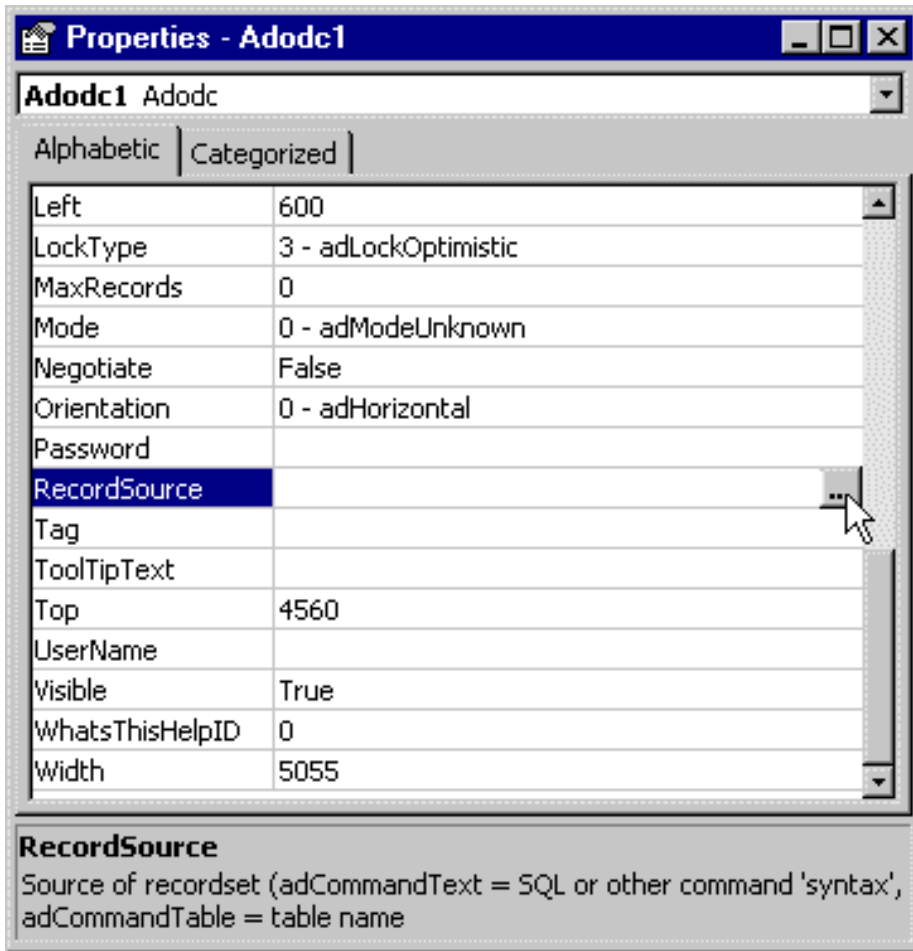 Properties - Adodc1
Adodc1 Adodc
Alphabetic Categorized
Left 600
LockType 3 - adLockOptimistic
MaxRecords 0
Mode 0 - adModeUnknown
Negotiate False
Orientation 0 - adHorizontal
Password
RecordSource ...
Tag
ToolTipText
Top 4560
UserName
Visible True
WhatsThisHelpID 0
Width 5055
RecordSource
Source of recordset (adCommandText = SQL or other command 'syntax',
adCommandTable = table name